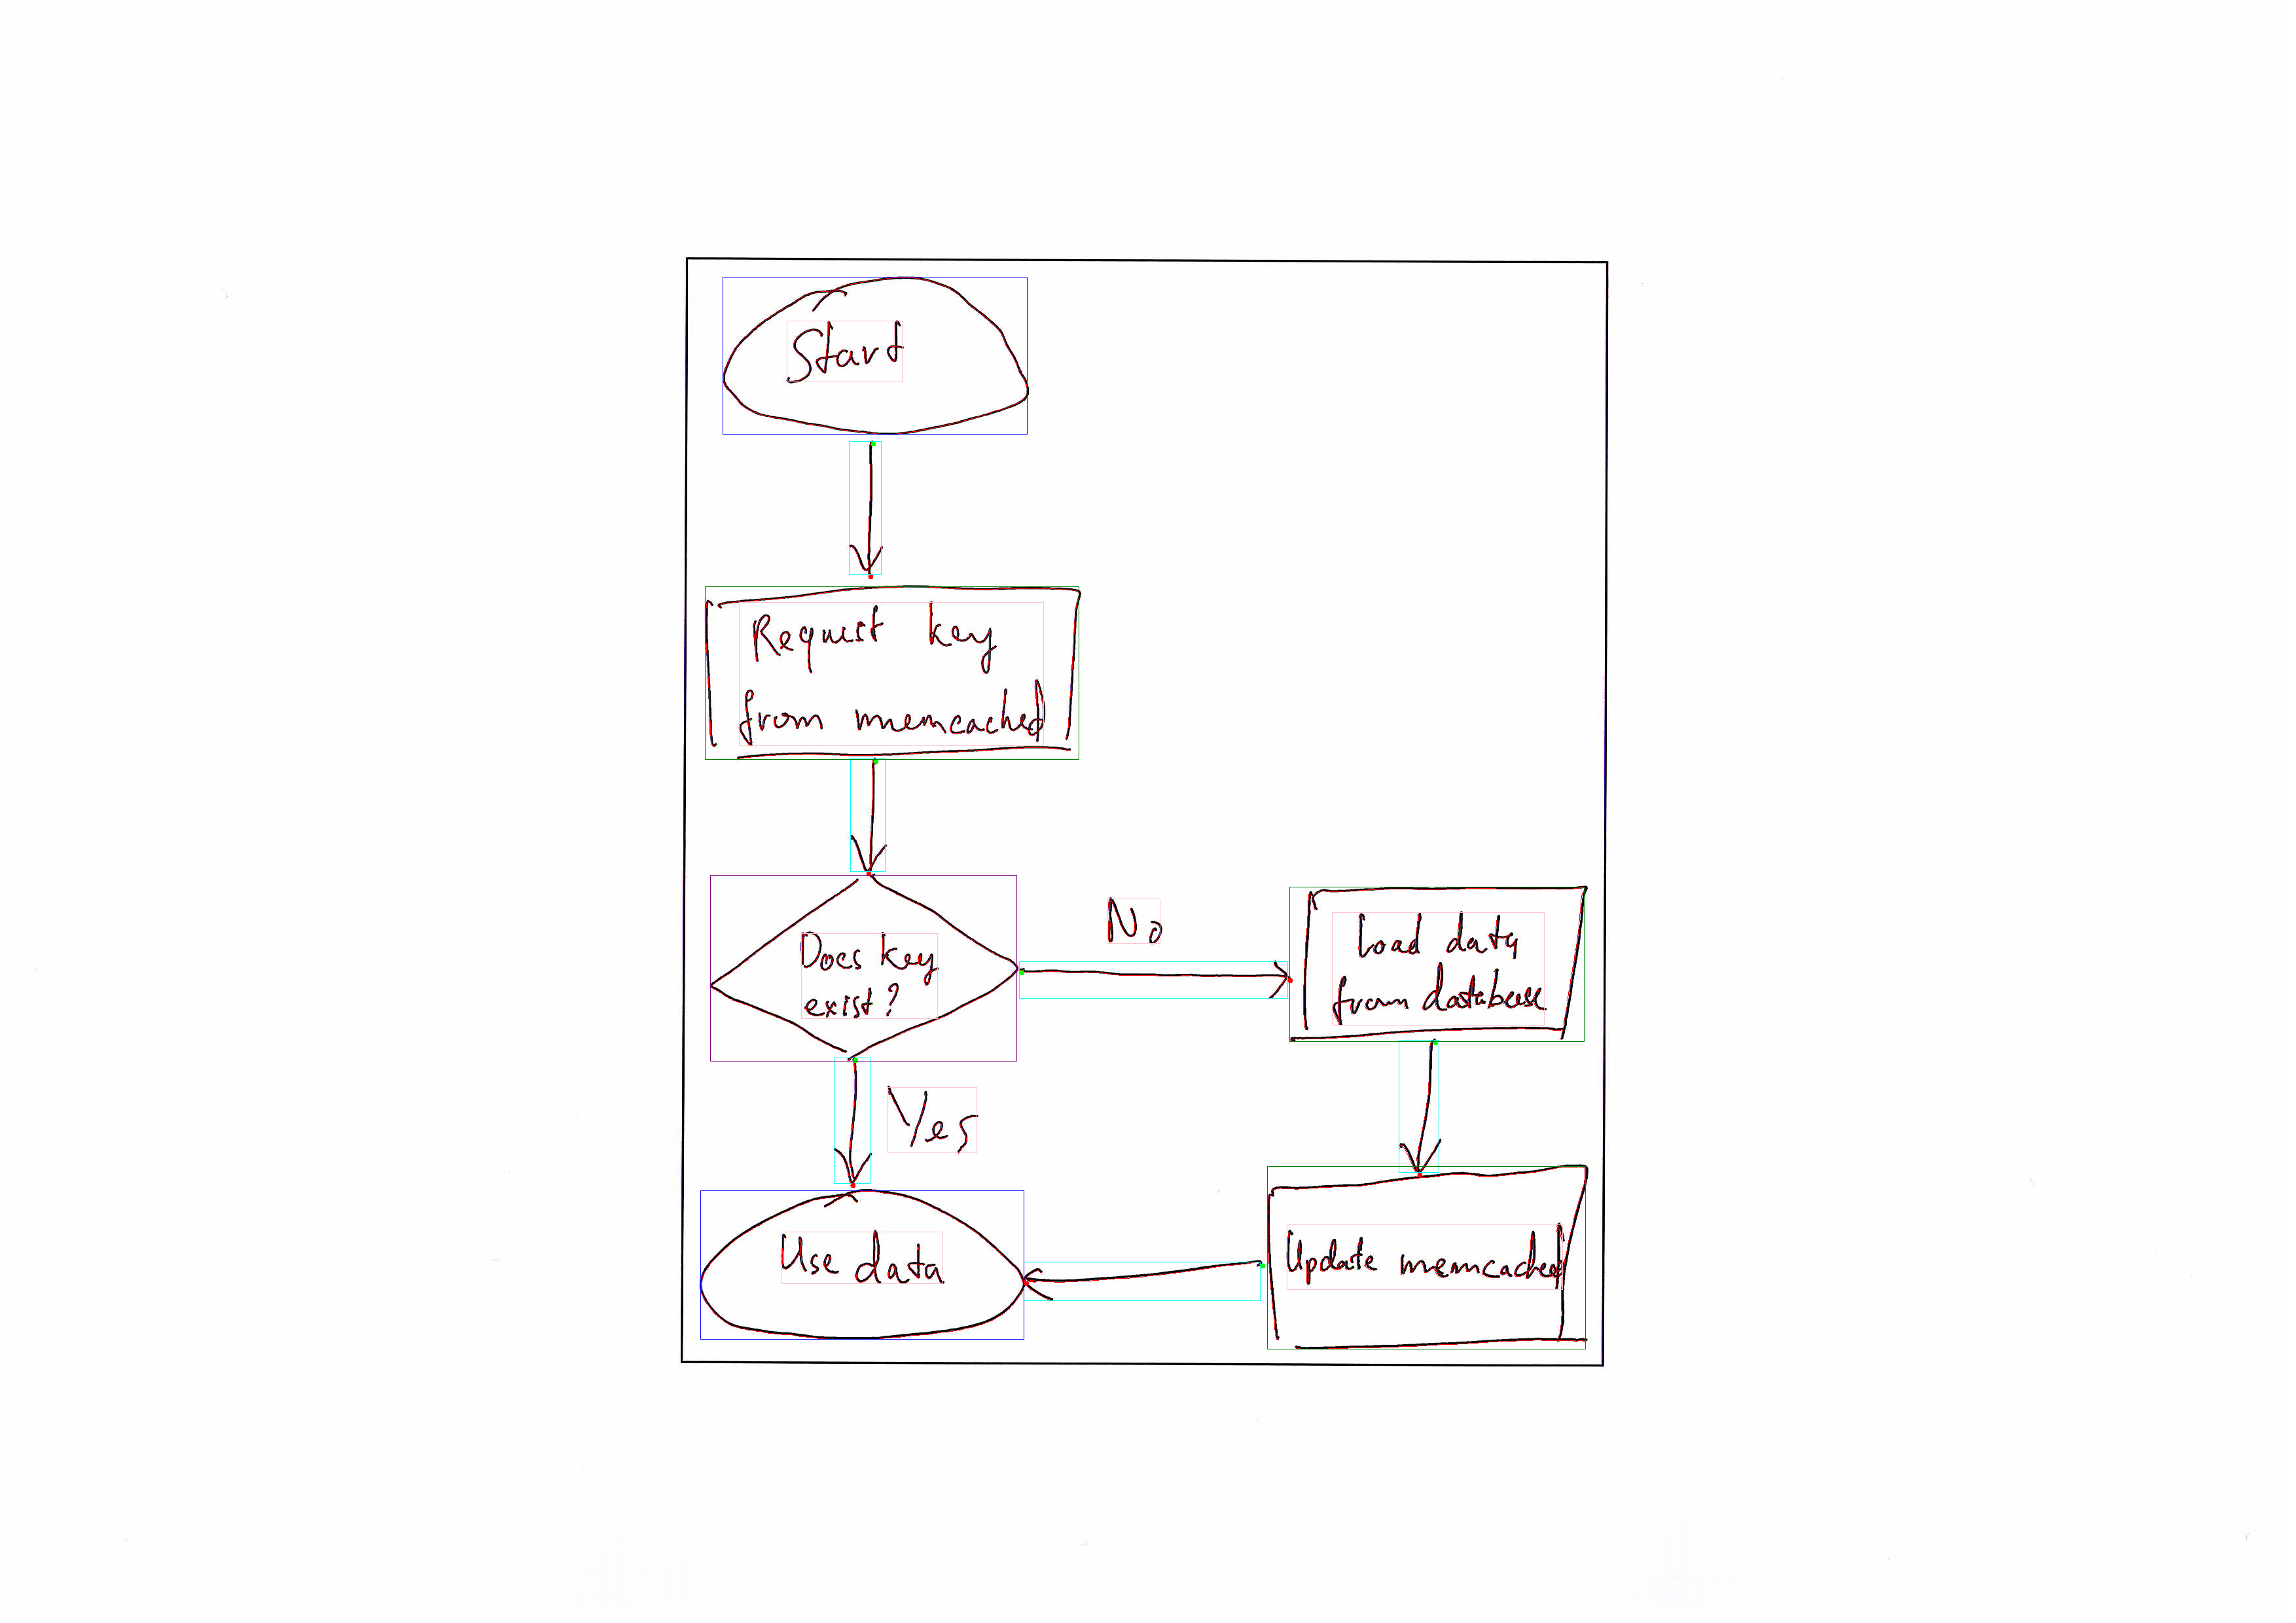 Start
Request key
from memcached
Does key
exist?
No
Load data
from database
Yes
Use data
Update memcached